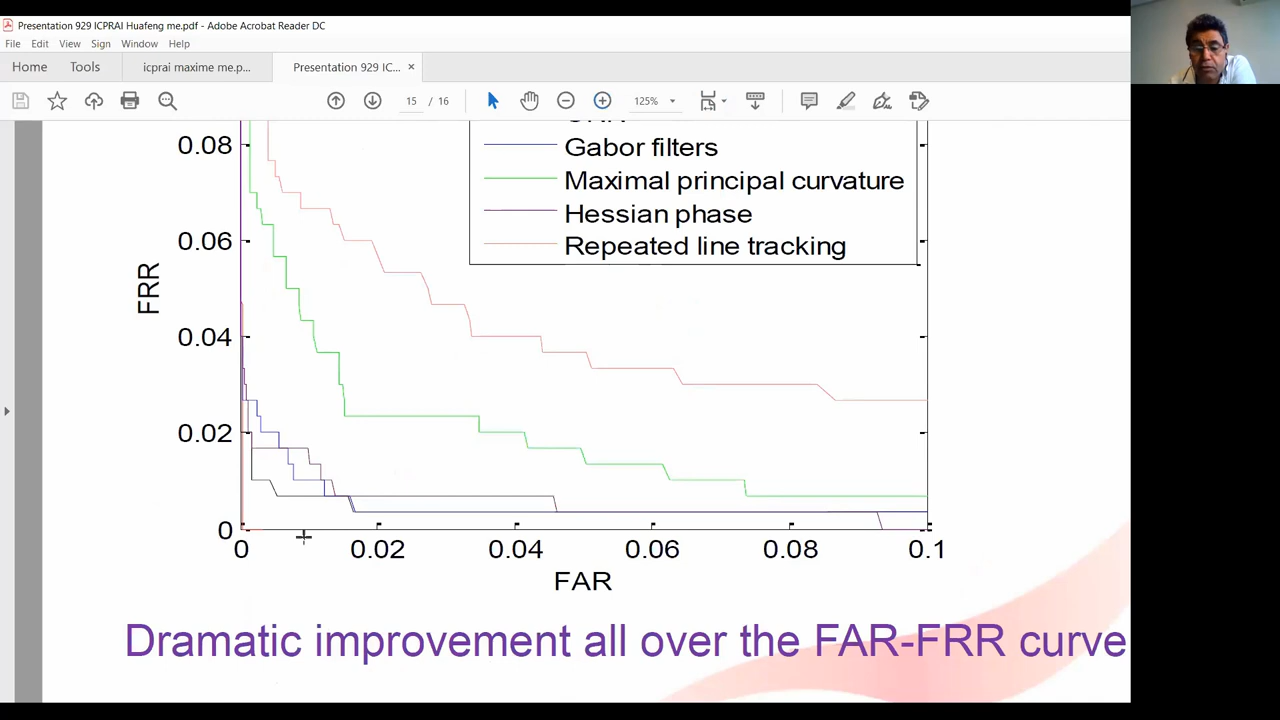 Presentation 929 ICPRAI Huafeng me.pdf - Adobe Acrobat Reader DC
File Edit View Sign Window Help
Home Tools icprai maxime me.p... Presentation 929 IC... ×
15 / 16 125%
0.08
0.06
0.04
0.02
0
FRR
Gabor filters
Maximal principal curvature
Hessian phase
Repeated line tracking
0 0.02 0.04 0.06 0.08 0.1
FAR
Dramatic improvement all over the FAR-FRR curve